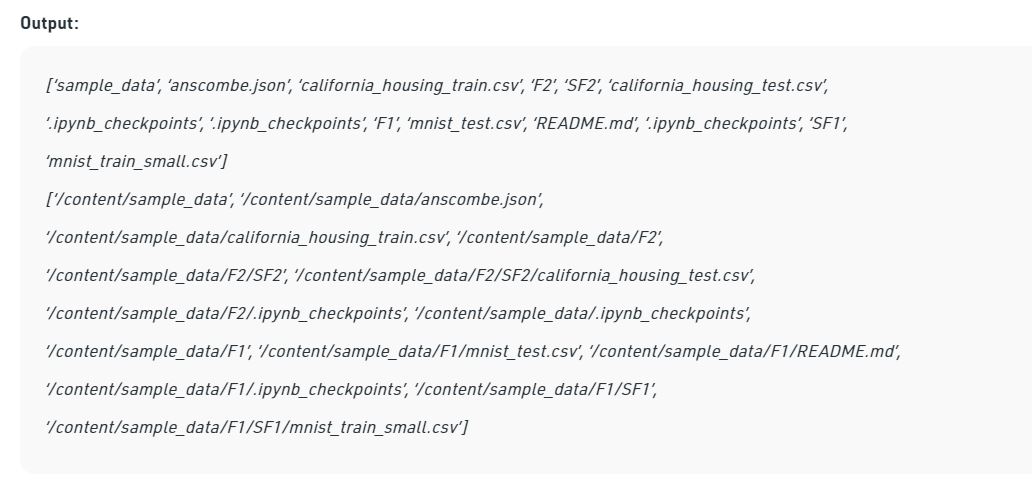 Output:
[‘sample_data’, ‘anscombe.json’, ‘california_housing_train.csv’, ‘F2’, ‘SF2’, ‘california_housing_test.csv’,
‘.ipynb_checkpoints’, ‘.ipynb_checkpoints’, ‘F1’, ‘mnist_test.csv’, ‘README.md’, ‘.ipynb_checkpoints’, ‘SF1’,
‘mnist_train_small.csv’]
[‘/content/sample_data’, ‘/content/sample_data/anscombe.json’,
‘/content/sample_data/california_housing_train.csv’, ‘/content/sample_data/F2’,
‘/content/sample_data/F2/SF2’, ‘/content/sample_data/F2/SF2/california_housing_test.csv’,
‘/content/sample_data/F2/.ipynb_checkpoints’, ‘/content/sample_data/.ipynb_checkpoints’,
‘/content/sample_data/F1’, ‘/content/sample_data/F1/mnist_test.csv’, ‘/content/sample_data/F1/README.md’,
‘/content/sample_data/F1/.ipynb_checkpoints’, ‘/content/sample_data/F1/SF1’,
‘/content/sample_data/F1/SF1/mnist_train_small.csv‘]